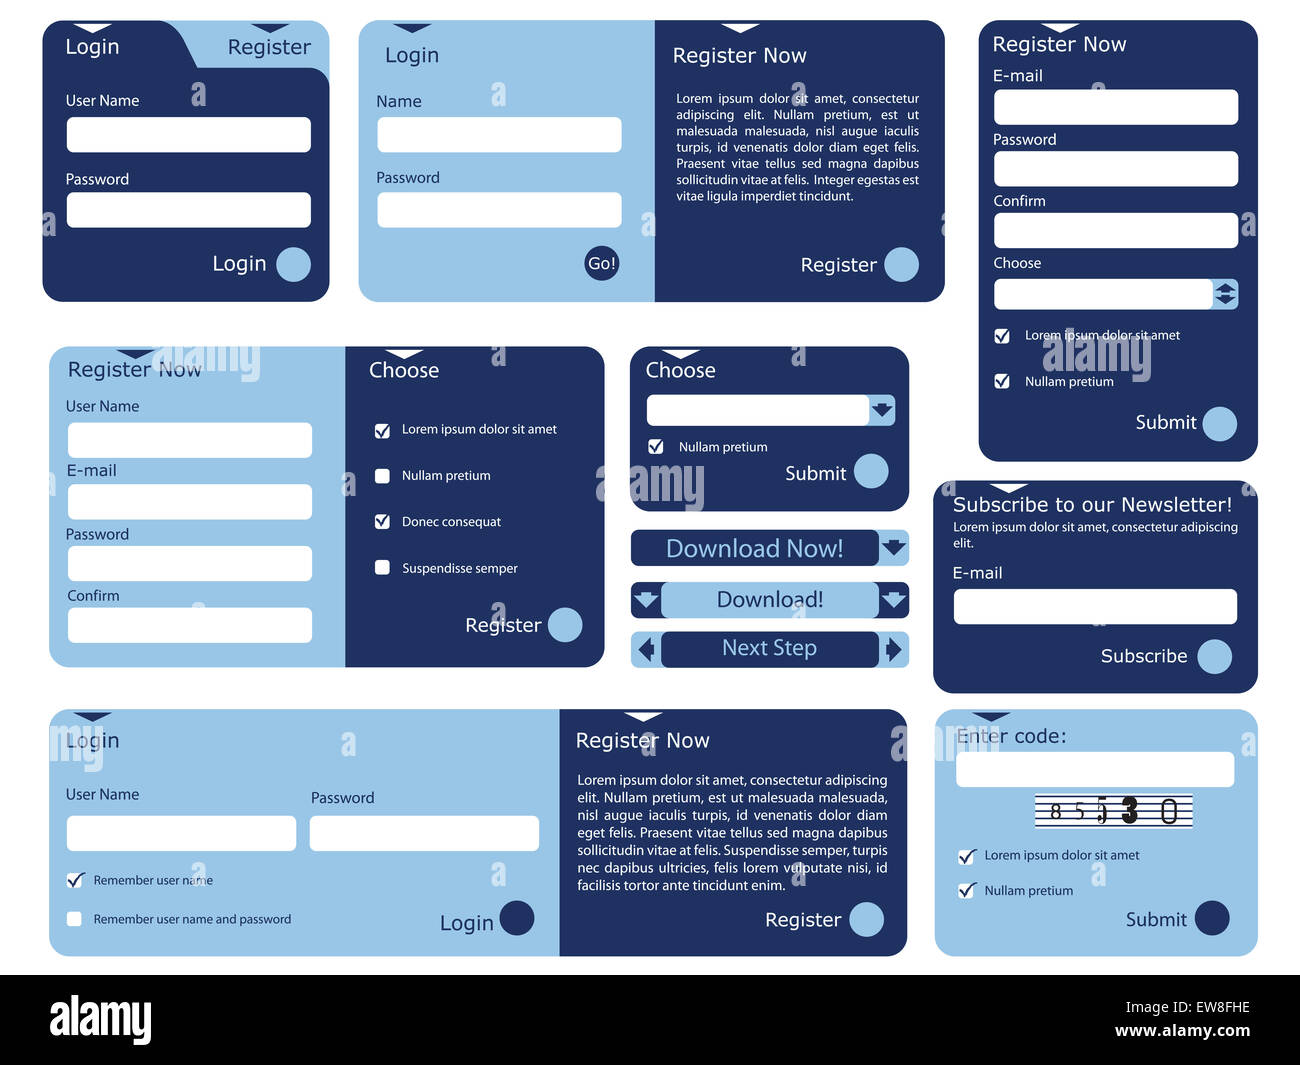 Login
Register
User Name
Password
Login
Login
Name
Password
Go!
Register Now
Lorem ipsum dolor sit amet, consectetur
adipiscing elit. Nullam pretium, est ut
malesuada malesuada, nisl augue iaculis
turpis, id venenatis dolor diam eget felis.
Praesent vitae tellus sed magna dapibus
sollicitudin vitae at felis. Integer egestas est
vitae ligula imperdiet tincidunt.
Register
Register Now
E-mail
Password
Confirm
Choose
Lorem ipsum dolor sit amet
Nullam pretium
Submit
Register Now
User Name
E-mail
Password
Confirm
Choose
Lorem ipsum dolor sit amet
Nullam pretium
Donec consequat
Suspendisse semper
Register
Choose
Nullam pretium
Submit
Download Now!
Download!
Next Step
Subscribe to our Newsletter!
Lorem ipsum dolor sit amet, consectetur adipiscing
elit.
E-mail
Subscribe
Login
User Name
Password
Remember user name
Remember user name and password
Login
Register Now
Lorem ipsum dolor sit amet, consectetur adipiscing
elit. Nullam pretium, est ut malesuada malesuada,
nisl augue iaculis turpis, id venenatis dolor diam
eget felis. Praesent vitae tellus sed magna dapibus
sollicitudin vitae at felis. Suspendisse semper, turpis
nec dapibus ultricies, felis lorem vulputate nisi, id
facilisis tortor ante tincidunt enim.
Register
Enter code:
8 5 5 3 0
Lorem ipsum dolor sit amet
Nullam pretium
Submit
alamy
alamy
alamy
alamy
Image ID: EW8FHE
www.alamy.com